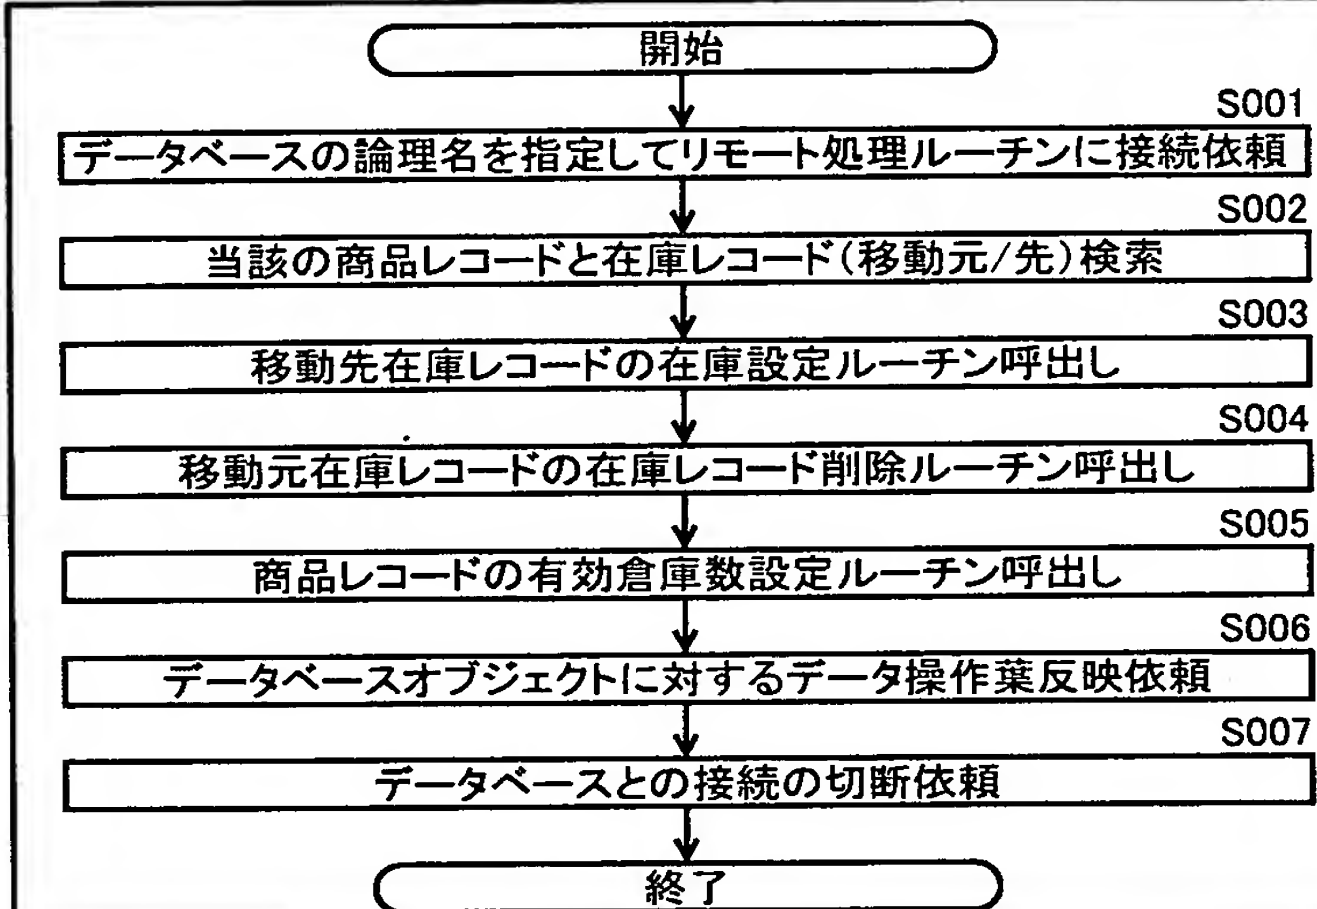 開始
S001
データベースの論理名を指定してリモート処理ルーチンに接続依頼
S002
当該の商品レコードと在庫レコード(移動元/先)検索
S003
移動先在庫レコードの在庫設定ルーチン呼出し
S004
移動元在庫レコードの在庫レコード削除ルーチン呼出し
S005
商品レコードの有効倉庫数設定ルーチン呼出し
S006
データベースオブジェクトに対するデータ操作葉反映依頼
S007
データベースとの接続の切断依頼
終了